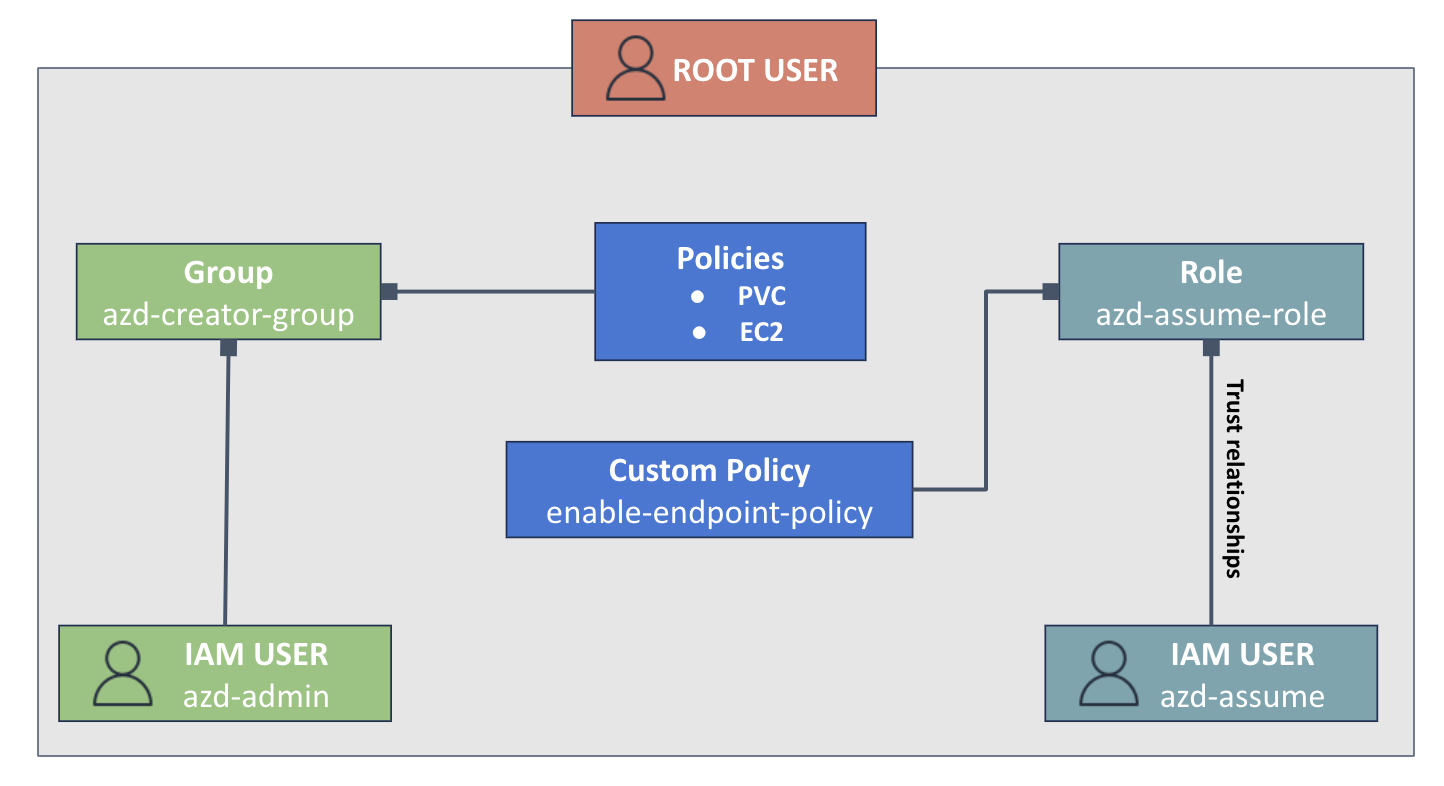 ROOT USER
Group
azd-creator-group
Policies
● PVC
● EC2
Role
azd-assume-role
Trust relationships
Custom Policy
enable-endpoint-policy
IAM USER
azd-admin
IAM USER
azd-assume